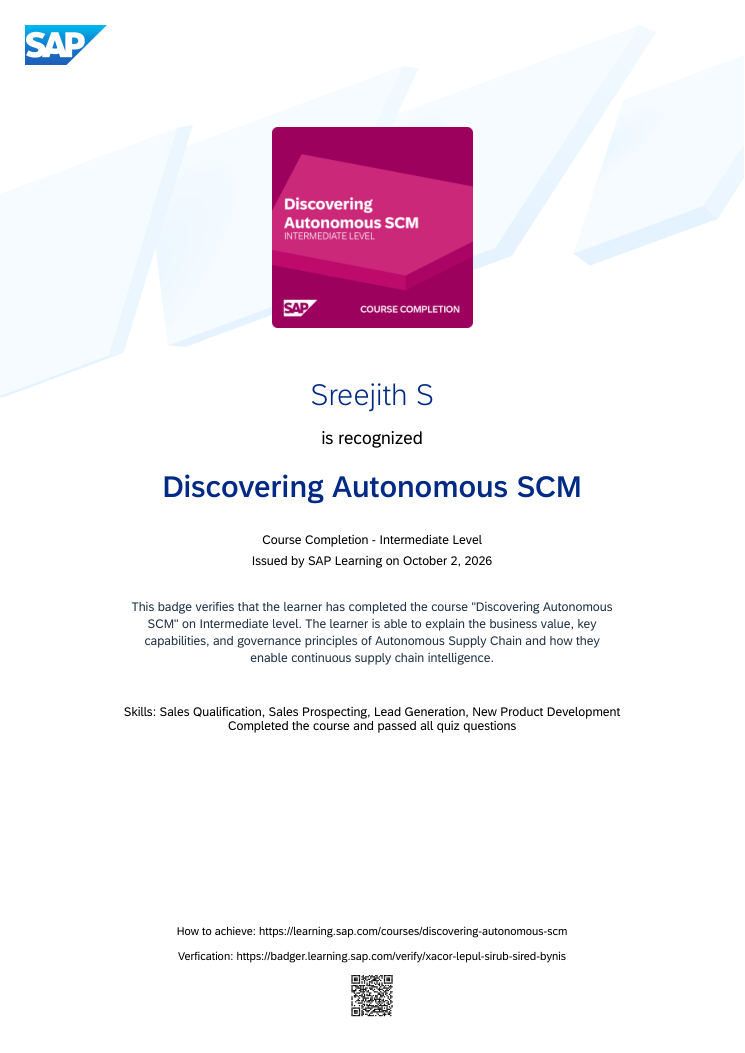 SAP
Discovering
Autonomous SCM
INTERMEDIATE LEVEL
SAP
COURSE COMPLETION
Sreejith S
is recognized
Discovering Autonomous SCM
Course Completion - Intermediate Level
Issued by SAP Learning on October 2, 2026
This badge verifies that the learner has completed the course "Discovering Autonomous
SCM" on Intermediate level. The learner is able to explain the business value, key
capabilities, and governance principles of Autonomous Supply Chain and how they
enable continuous supply chain intelligence.
Skills: Sales Qualification, Sales Prospecting, Lead Generation, New Product Development
Completed the course and passed all quiz questions
How to achieve: https://learning.sap.com/courses/discovering-autonomous-scm
Verfication: https://badger.learning.sap.com/verify/xacor-lepul-sirub-sired-bynis